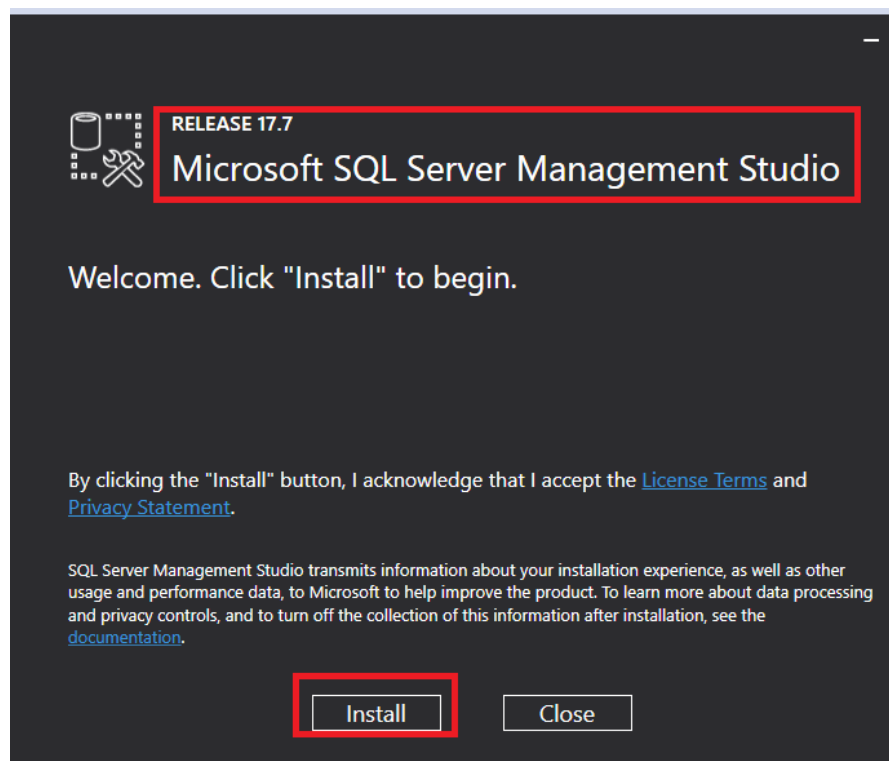 RELEASE 17.7
Microsoft SQL Server Management Studio
Welcome. Click "Install" to begin.
By clicking the "Install" button, I acknowledge that I accept the License Terms and
Privacy Statement.
SQL Server Management Studio transmits information about your installation experience, as well as other
usage and performance data, to Microsoft to help improve the product. To learn more about data processing
and privacy controls, and to turn off the collection of this information after installation, see the
documentation.
Install
Close